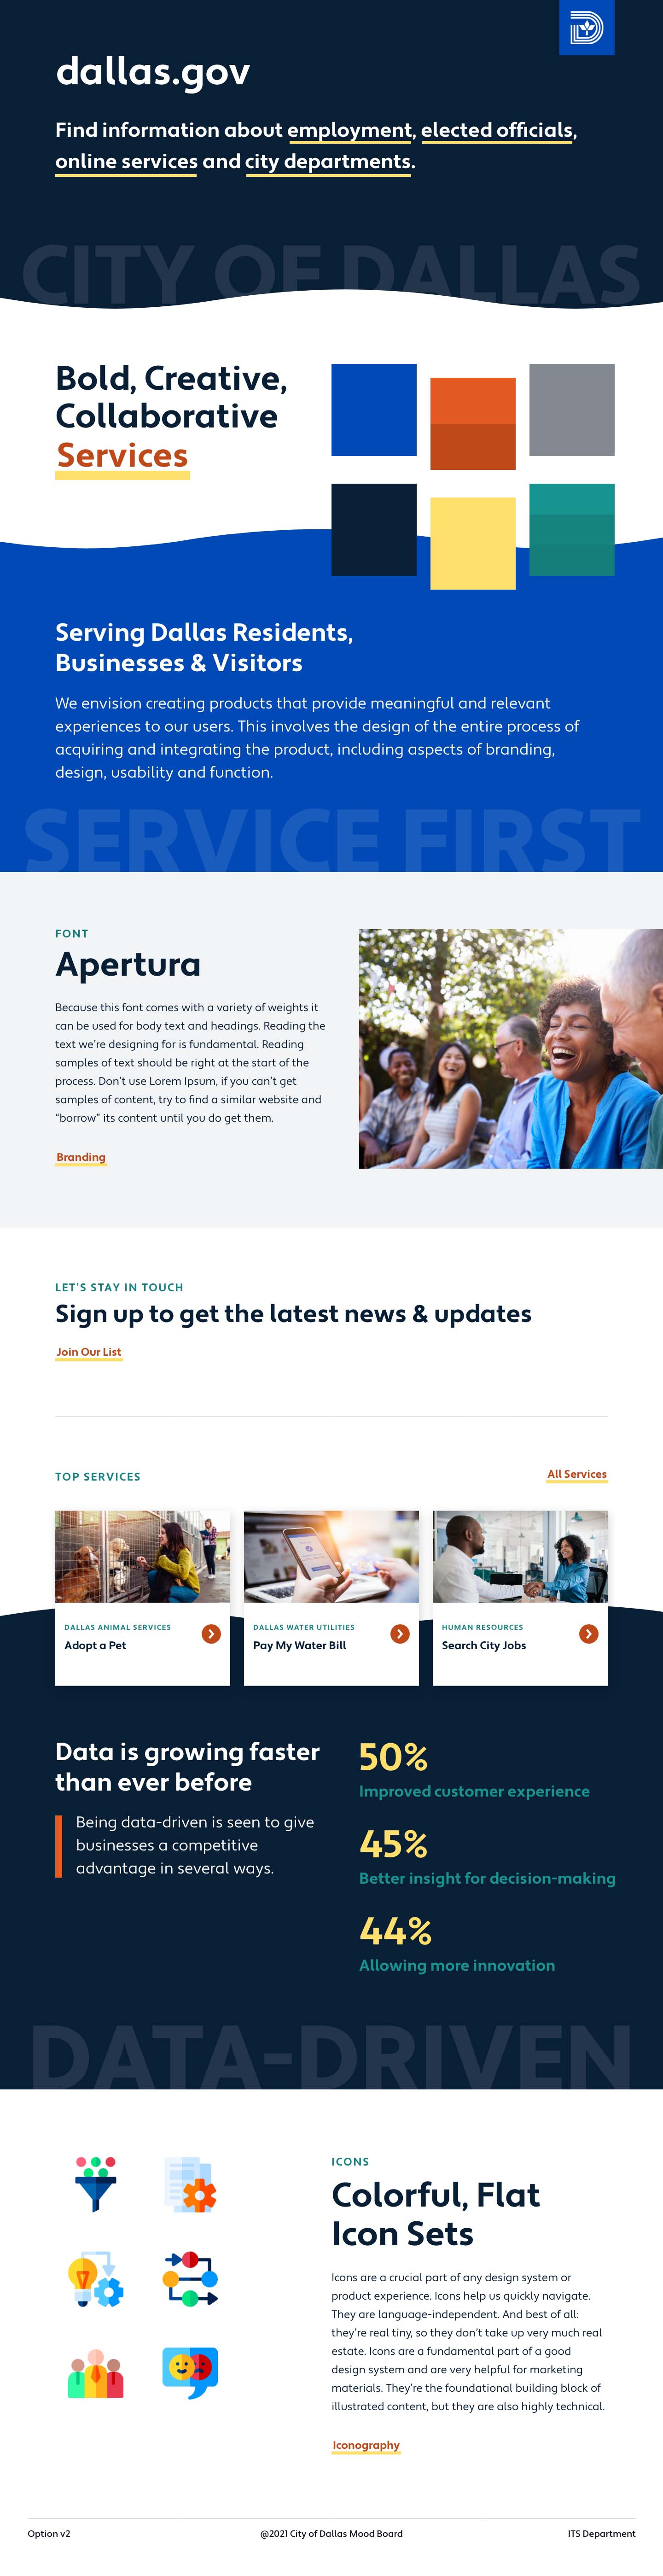 dallas.gov
Find information about employment, elected officials,
online services and city departments.
CITY OF DALLAS
Bold, Creative,
Collaborative
Services
Serving Dallas Residents,
Businesses & Visitors
We envision creating products that provide meaningful and relevant
experiences to our users. This involves the design of the entire process of
acquiring and integrating the product, including aspects of branding,
design, usability and function.
SERVICE FIRST
FONT
Apertura
Because this font comes with a variety of weights it
can be used for body text and headings. Reading the
text we're designing for is fundamental. Reading
samples of text should be right at the start of the
process. Don't use Lorem Ipsum, if you can't get
samples of content, try to find a similar website and
“borrow” its content until you do get them.
Branding
LET'S STAY IN TOUCH
Sign up to get the latest news & updates
Join Our List
TOP SERVICES
All Services
DALLAS ANIMAL SERVICES
Adopt a Pet
DALLAS WATER UTILITIES
Pay My Water Bill
HUMAN RESOURCES
Search City Jobs
Data is growing faster
than ever before
Being data-driven is seen to give
businesses a competitive
advantage in several ways.
50%
Improved customer experience
45%
Better insight for decision-making
44%
Allowing more innovation
DATA-DRIVEN
ICONS
Colorful, Flat
Icon Sets
Icons are a crucial part of any design system or
product experience. Icons help us quickly navigate.
They are language-independent. And best of all:
they're real tiny, so they don't take up very much real
estate. Icons are a fundamental part of a good
design system and are very helpful for marketing
materials. They're the foundational building block of
illustrated content, but they are also highly technical.
Iconography
Option v2
@2021 City of Dallas Mood Board
ITS Department